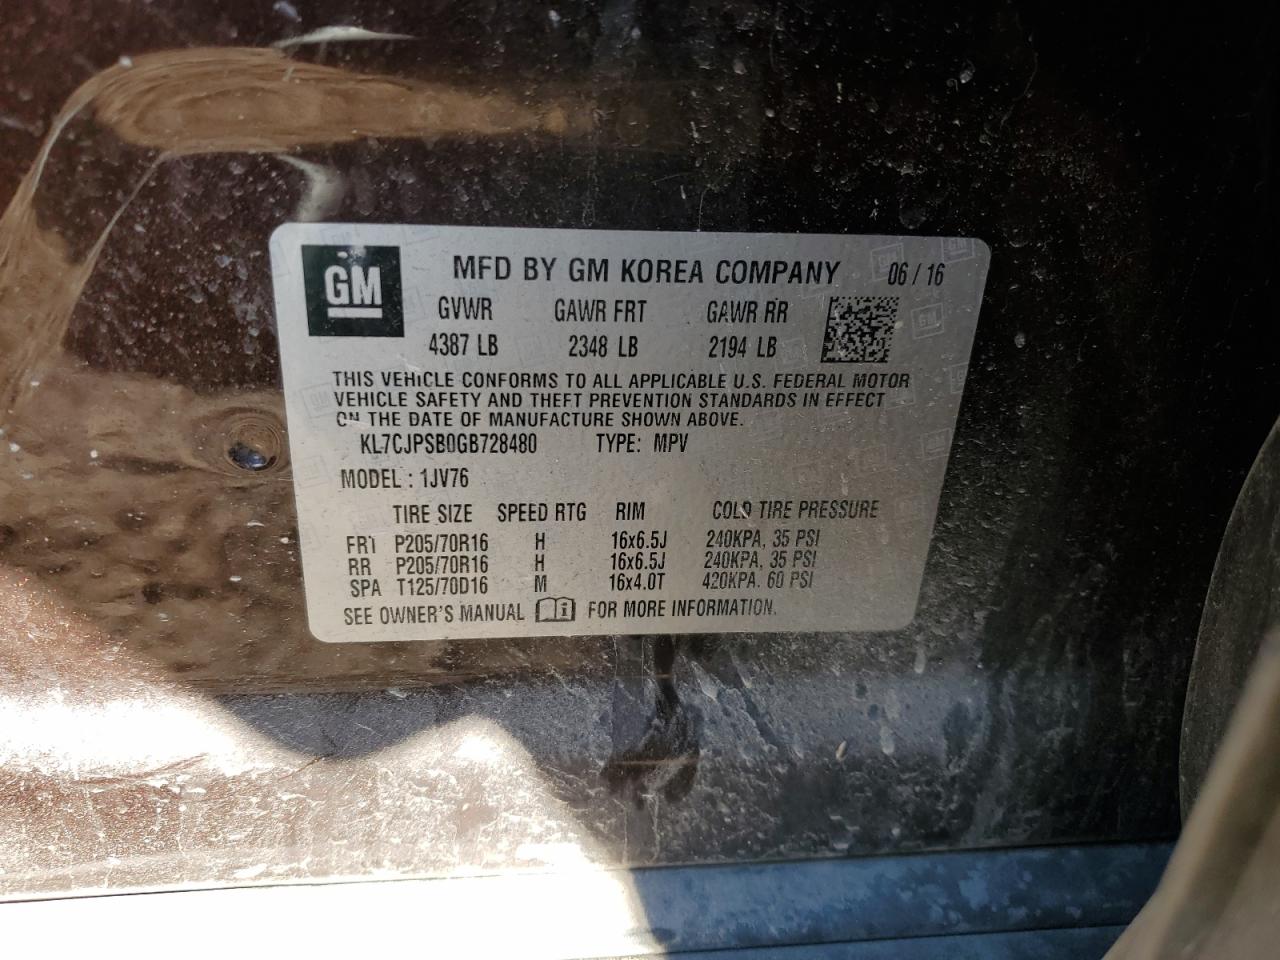 GM MFD BY GM KOREA COMPANY 06 / 16
GVWR GAWR FRT GAWR RR
4387 LB 2348 LB 2194 LB
THIS VEHICLE CONFORMS TO ALL APPLICABLE U.S. FEDERAL MOTOR
VEHICLE SAFETY AND THEFT PREVENTION STANDARDS IN EFFECT
ON THE DATE OF MANUFACTURE SHOWN ABOVE.
KL7CJPSB0GB728480 TYPE: MPV
MODEL : 1JV76
TIRE SIZE SPEED RTG RIM COLD TIRE PRESSURE
FRT P205/70R16 H 16x6.5J 240KPA, 35 PSI
RR P205/70R16 H 16x6.5J 240KPA, 35 PSI
SPA T125/70D16 M 16x4.0T 420KPA. 60 PSI
SEE OWNER'S MANUAL i FOR MORE INFORMATION.